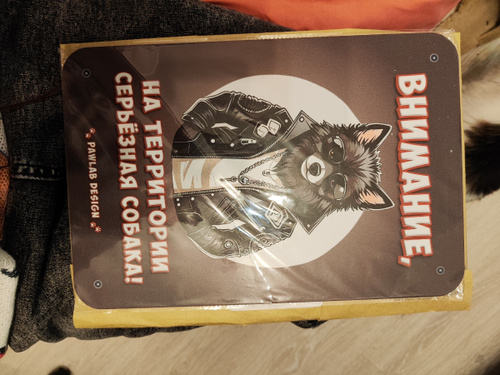 ВНИМАНИЕ,
НА ТЕРРИТОРИИ
СЕРЬЁЗНАЯ СОБАКА!
PAWLAB DESIGN